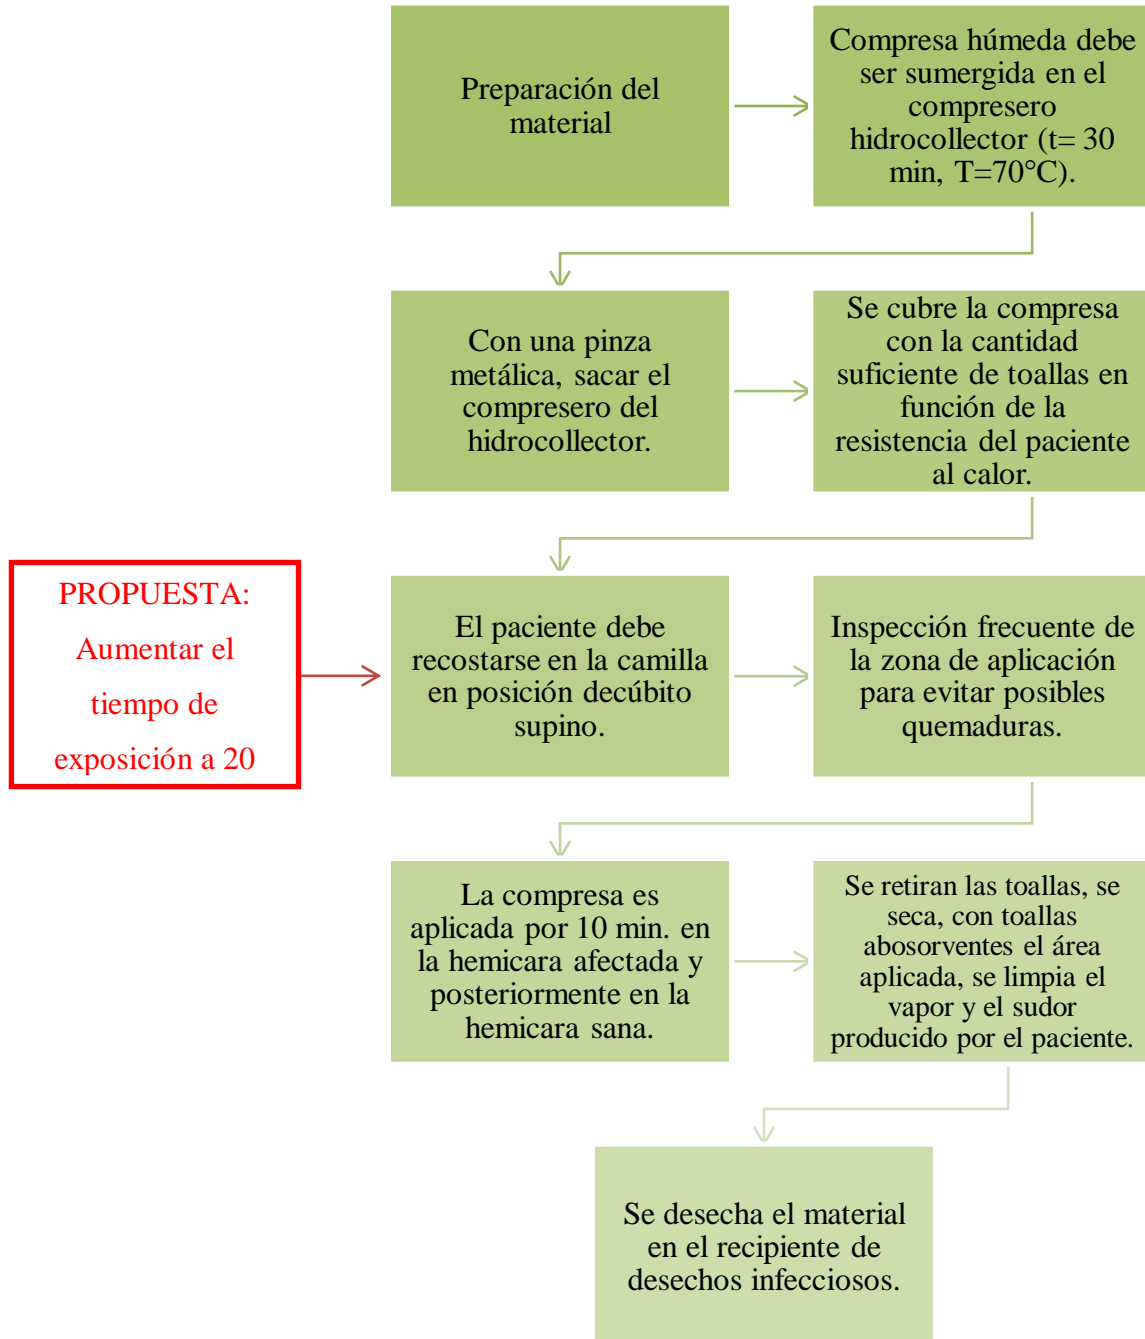 Preparación del
material
Compresa húmeda debe
ser sumergida en el
compresero
hidrocollector (t= 30
min, T=70°C).
Con una pinza
metálica, sacar el
compresero del
hidrocollector.
Se cubre la compresa
con la cantidad
suficiente de toallas en
función de la
resistencia del paciente
al calor.
PROPUESTA:
Aumentar el
tiempo de
exposición a 20
El paciente debe
recostarse en la camilla
en posición decúbito
supino.
Inspección frecuente de
la zona de aplicación
para evitar posibles
quemaduras.
La compresa es
aplicada por 10 min. en
la hemicara afectada y
posteriormente en la
hemicara sana.
Se retiran las toallas, se
seca, con toallas
abosorventes el área
aplicada, se limpia el
vapor y el sudor
producido por el paciente.
Se desecha el material
en el recipiente de
desechos infecciosos.